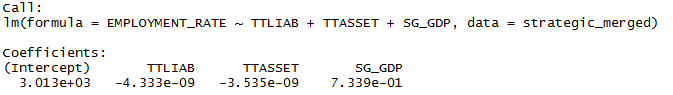 Call:
lm(formula = EMPLOYMENT_RATE ~ TTLIAB + TTASSET + SG_GDP, data = strategic_merged)
Coefficients:
(Intercept) TTLIAB TTASSET SG_GDP
3.013e+03 -4.333e-09 -3.535e-09 7.339e-01